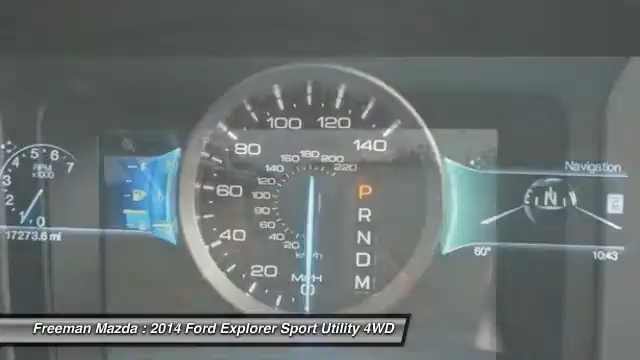 100 120
80 140
60
40
20
160 180 200
140 220
120
100
80
60
40
20
km/h
MPH
0
P
R
N
D
M
4 5 6 7
3
2
1
0
RPM
x1000
17273.6 mi
E
Navigation
N
60°
10:43
Freeman Mazda : 2014 Ford Explorer Sport Utility 4WD